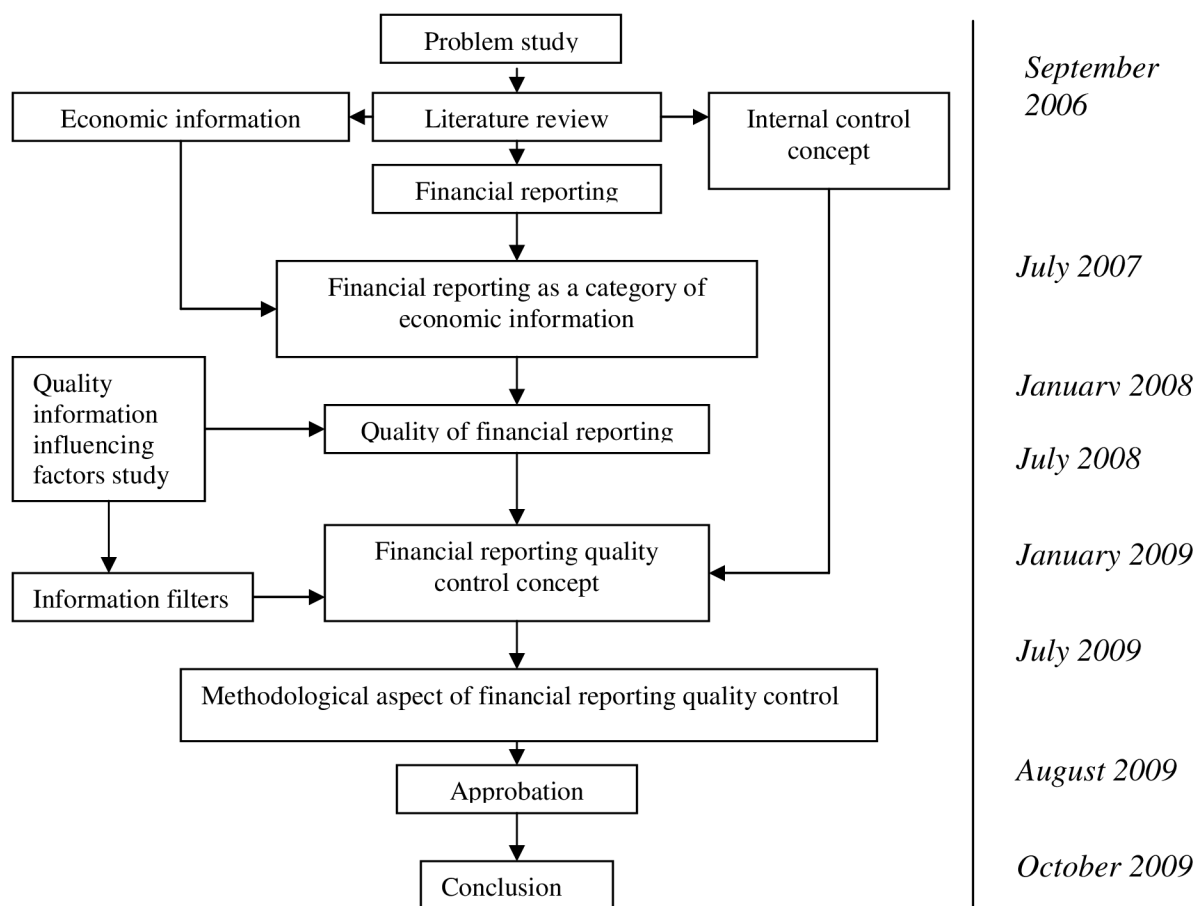 Problem study
September
2006
Economic information
Literature review
Internal control
concept
Financial reporting
July 2007
Financial reporting as a category of
economic information
Quality
information
influencing
factors study
January 2008
Quality of financial reporting
July 2008
Financial reporting quality
control concept
January 2009
Information filters
July 2009
Methodological aspect of financial reporting quality control
August 2009
Approbation
October 2009
Conclusion